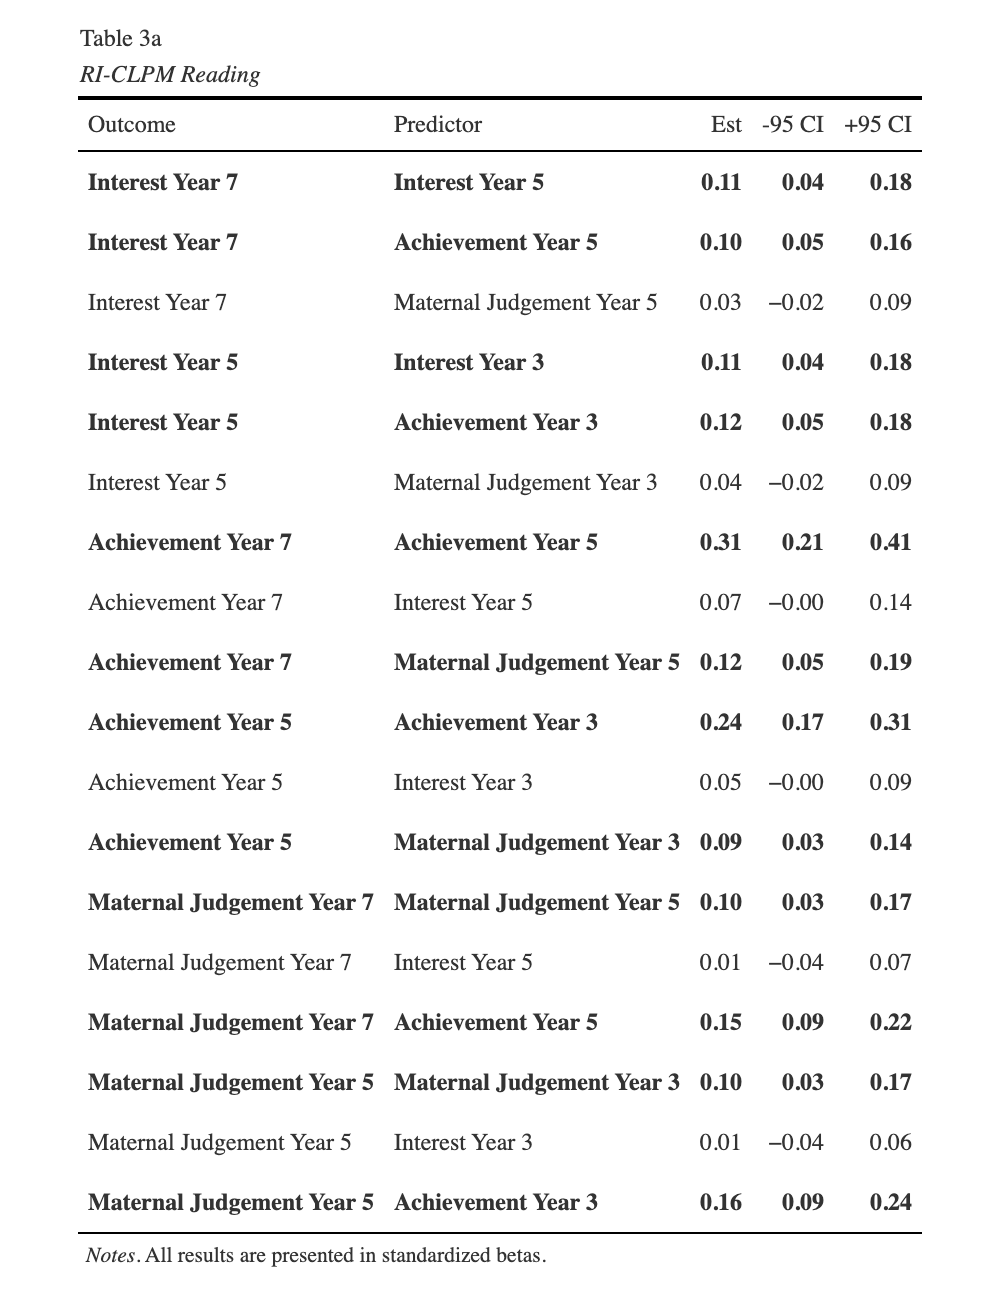 Table 3a
RI-CLPM Reading
Outcome Predictor Est -95 CI +95 CI
Interest Year 7 Interest Year 5 0.11 0.04 0.18
Interest Year 7 Achievement Year 5 0.10 0.05 0.16
Interest Year 7 Maternal Judgement Year 5 0.03 −0.02 0.09
Interest Year 5 Interest Year 3 0.11 0.04 0.18
Interest Year 5 Achievement Year 3 0.12 0.05 0.18
Interest Year 5 Maternal Judgement Year 3 0.04 −0.02 0.09
Achievement Year 7 Achievement Year 5 0.31 0.21 0.41
Achievement Year 7 Interest Year 5 0.07 −0.00 0.14
Achievement Year 7 Maternal Judgement Year 5 0.12 0.05 0.19
Achievement Year 5 Achievement Year 3 0.24 0.17 0.31
Achievement Year 5 Interest Year 3 0.05 −0.00 0.09
Achievement Year 5 Maternal Judgement Year 3 0.09 0.03 0.14
Maternal Judgement Year 7 Maternal Judgement Year 5 0.10 0.03 0.17
Maternal Judgement Year 7 Interest Year 5 0.01 −0.04 0.07
Maternal Judgement Year 7 Achievement Year 5 0.15 0.09 0.22
Maternal Judgement Year 5 Maternal Judgement Year 3 0.10 0.03 0.17
Maternal Judgement Year 5 Interest Year 3 0.01 −0.04 0.06
Maternal Judgement Year 5 Achievement Year 3 0.16 0.09 0.24
Notes. All results are presented in standardized betas.